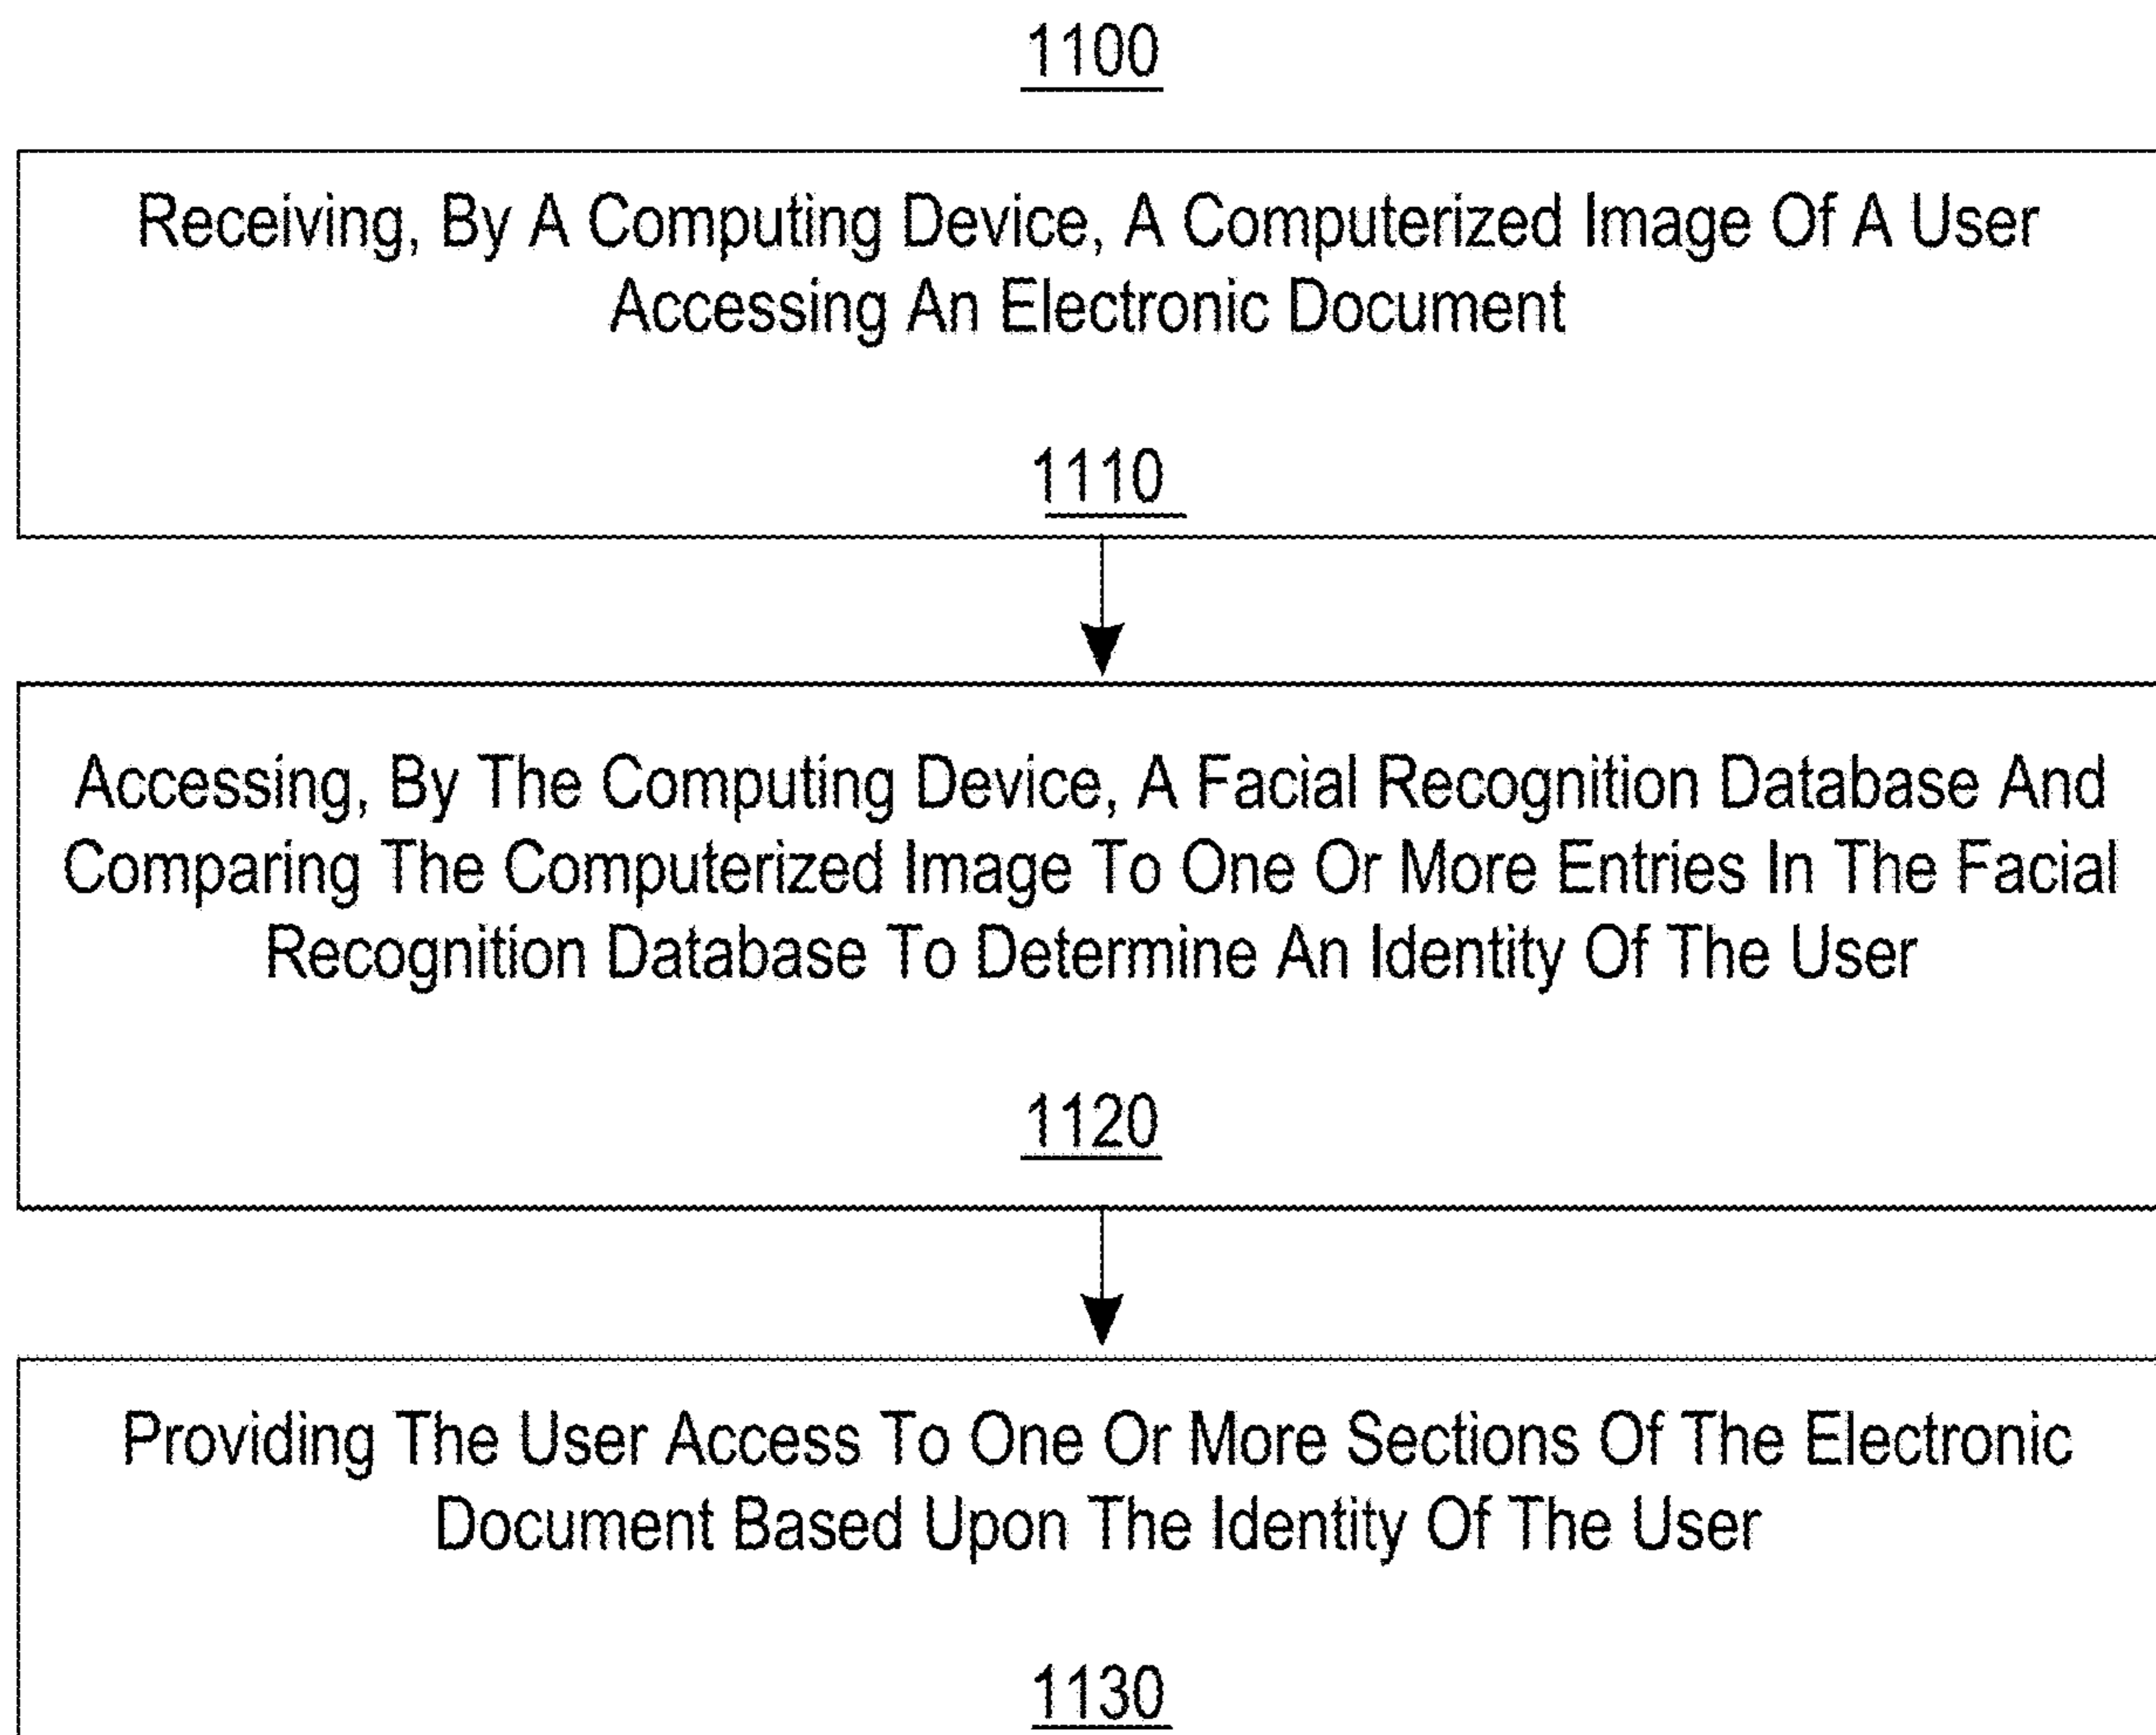 1100
Receiving, By A Computing Device, A Computerized Image Of A User
Accessing An Electronic Document
1110
Accessing, By The Computing Device, A Facial Recognition Database And
Comparing The Computerized Image To One Or More Entries In The Facial
Recognition Database To Determine An Identity Of The User
1120
Providing The User Access To One Or More Sections Of The Electronic
Document Based Upon The Identity Of The User
1130